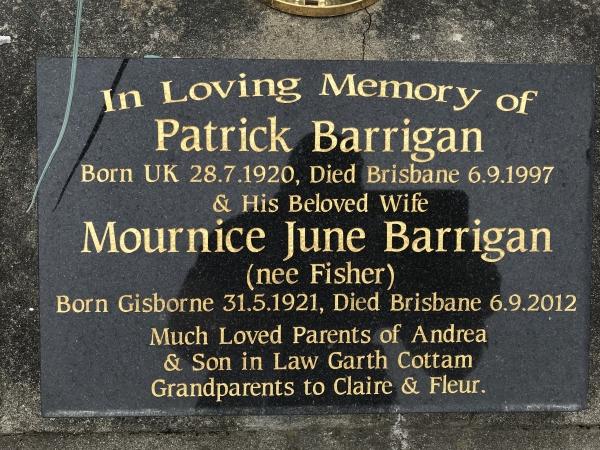 In Loving Memory of
Patrick Barrigan
Born UK 28.7.1920, Died Brisbane 6.9.1997
& His Beloved Wife
Mournice June Barrigan
(nee Fisher)
Born Gisborne 31.5.1921, Died Brisbane 6.9.2012
Much Loved Parents of Andrea
& Son in Law Garth Cottam
Grandparents to Claire & Fleur.